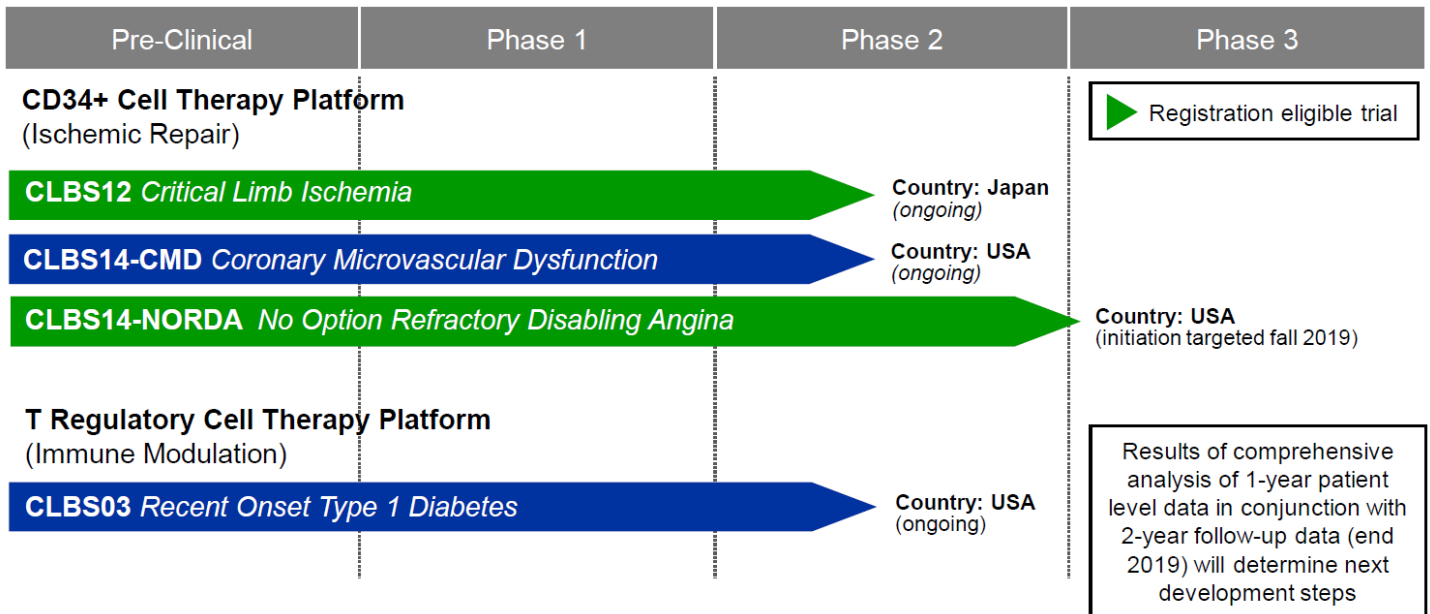 Pre-Clinical
Phase 1
Phase 2
Phase 3
CD34+ Cell Therapy Platform
(Ischemic Repair)
Registration eligible trial
CLBS12 Critical Limb Ischemia
Country: Japan
(ongoing)
CLBS14-CMD Coronary Microvascular Dysfunction
Country: USA
(ongoing)
CLBS14-NORDA No Option Refractory Disabling Angina
Country: USA
(initiation targeted fall 2019)
T Regulatory Cell Therapy Platform
(Immune Modulation)
CLBS03 Recent Onset Type 1 Diabetes
Country: USA
(ongoing)
Results of comprehensive
analysis of 1-year patient
level data in conjunction with
2-year follow-up data (end
2019) will determine next
development steps